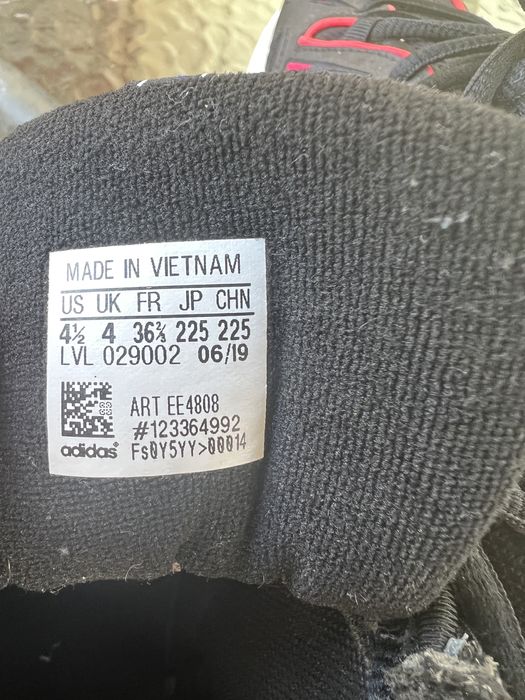 MADE IN VIETNAM
US UK FR JP CHN
4½ 4 36⅔ 225 225
LVL 029002 06/19
ART EE4808
#123364992
adidas® Fs0Y5YY>00014